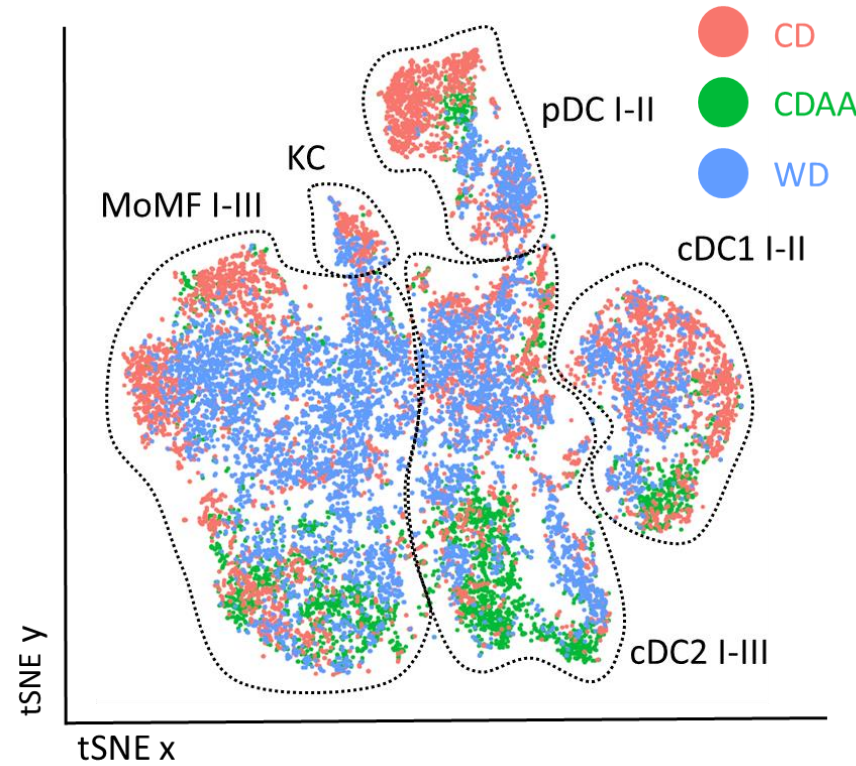 CD
CDAA
WD
pDC I-II
KC
MoMF I-III
cDC1 I-II
cDC2 I-III
tSNE y
tSNE x